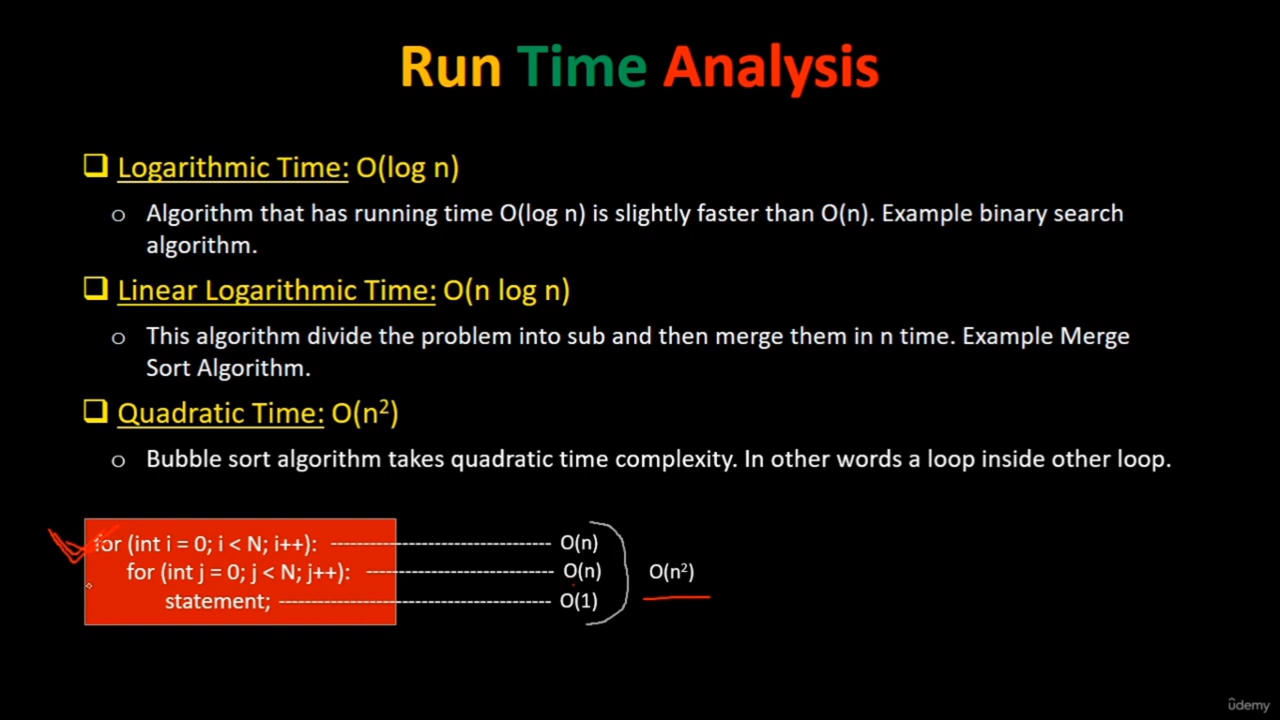 Run Time Analysis
Logarithmic Time: O(log n)
Algorithm that has running time O(log n) is slightly faster than O(n). Example binary search
algorithm.
Linear Logarithmic Time: O(n log n)
This algorithm divide the problem into sub and then merge them in n time. Example Merge
Sort Algorithm.
Quadratic Time: O(n²)
Bubble sort algorithm takes quadratic time complexity. In other words a loop inside other loop.
for (int i = 0; i < N; i++): ---------------------------------- O(n)
for (int j = 0; j < N; j++): ----------------------------- O(n) O(n²)
statement; ------------------------------------------ O(1)
ûdemy